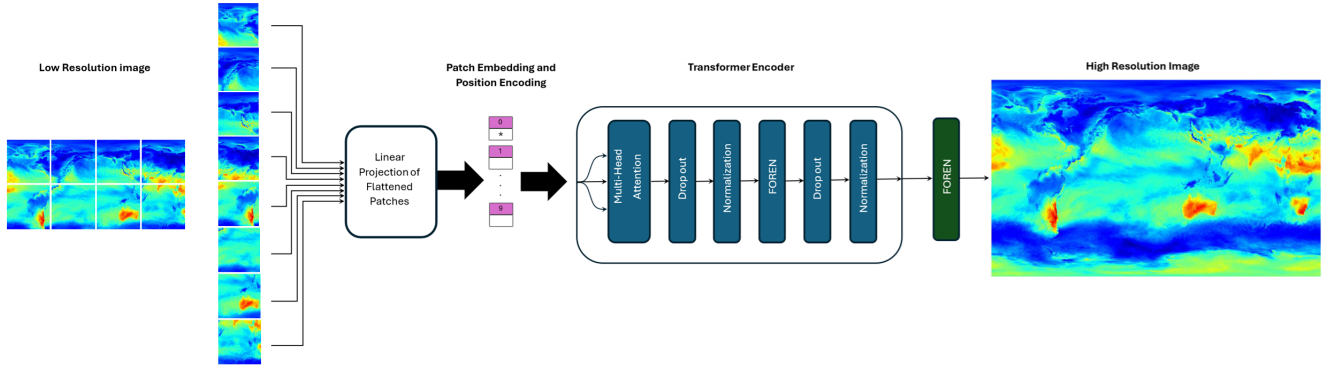 Low Resolution image
Linear
Projection of
Flattened
Patches
Patch Embedding and
Position Encoding
0
*
1
.
.
.
.
9
Transformer Encoder
Multi-Head
Attention
Drop out
Normalization
FOREN
Drop out
Normalization
FOREN
High Resolution Image